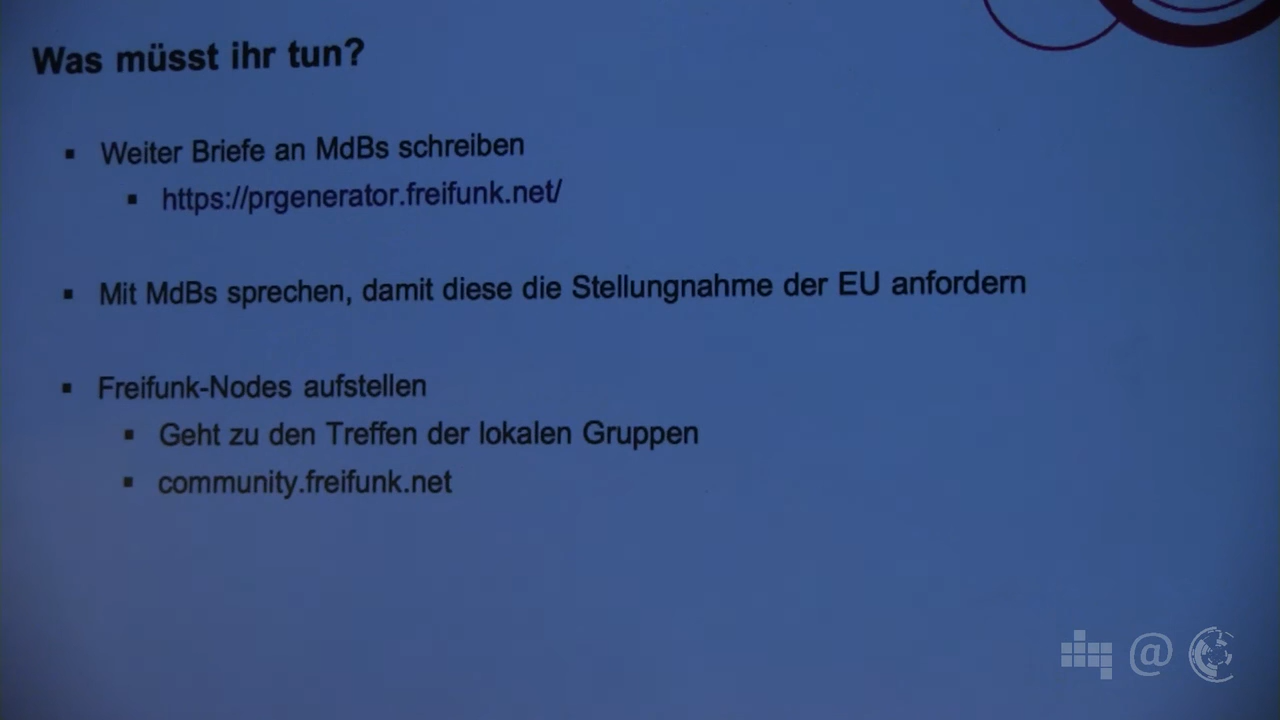 Was müsst ihr tun?
▪ Weiter Briefe an MdBs schreiben
▪ https://prgenerator.freifunk.net/
▪ Mit MdBs sprechen, damit diese die Stellungnahme der EU anfordern
▪ Freifunk-Nodes aufstellen
▪ Geht zu den Treffen der lokalen Gruppen
▪ community.freifunk.net
@